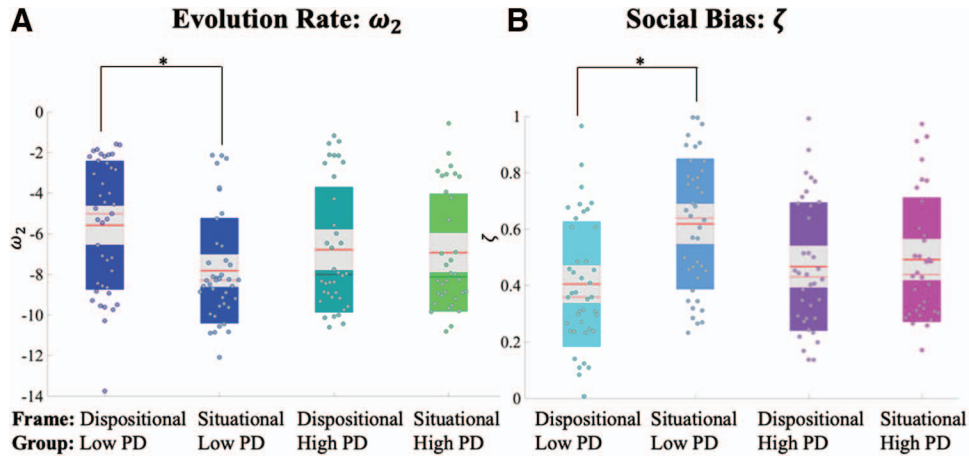 A Evolution Rate: ω₂
*
0
-2
-4
-6
-8
-10
-12
-14
ω₂
Frame: Dispositional Situational Dispositional Situational
Group: Low PD Low PD High PD High PD
B Social Bias: ζ
*
1
0.8
0.6
0.4
0.2
0
ζ
Dispositional Situational Dispositional Situational
Low PD Low PD High PD High PD